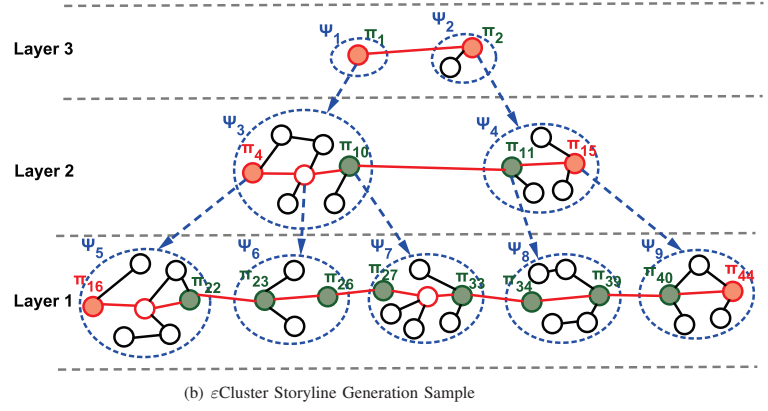 Ψ1 π1 Ψ2 π2
Layer 3
Ψ3 π4 π10 Ψ4 π11 π15
Layer 2
Ψ5 Ψ6 Ψ7 Ψ8 Ψ9
π16 π22 π23 π26 π27 π33 π34 π39 π40 π44
Layer 1
(b) εCluster Storyline Generation Sample